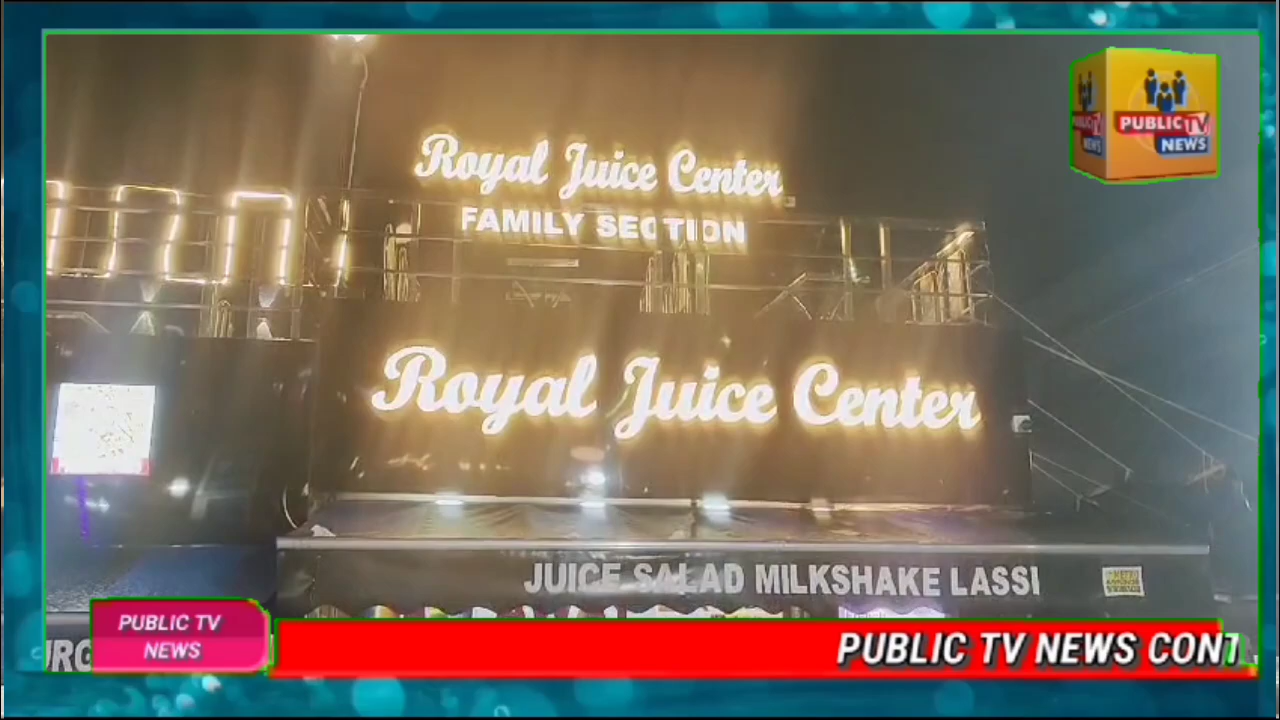 Royal Juice Center
FAMILY SECTION
PUBLIC TV
NEWS
Royal Juice Center
JUICE SALAD MILKSHAKE LASSI
PUBLIC TV
NEWS
PUBLIC TV NEWS CONT